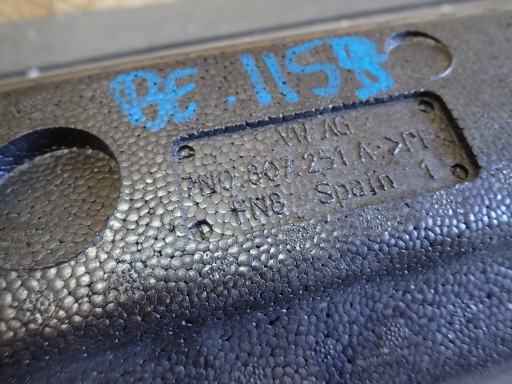 BE.115B
VW AG
7N0.807.251 A >PP<
FN8 Spain 1